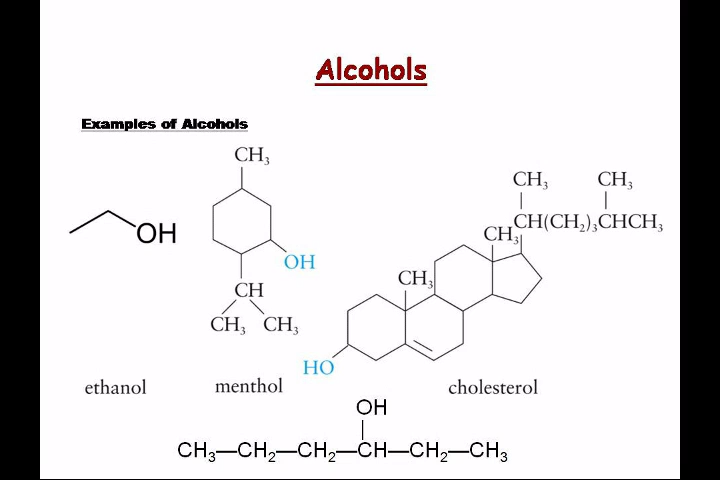 Alcohols
Examples of Alcohols
CH₃
CH₃ CH₃
CH(CH₂)₃CHCH₃
OH
CH₃
OH
CH
CH₃
CH₃ CH₃
HO
ethanol menthol cholesterol
OH
CH₃—CH₂—CH₂—CH—CH₂—CH₃